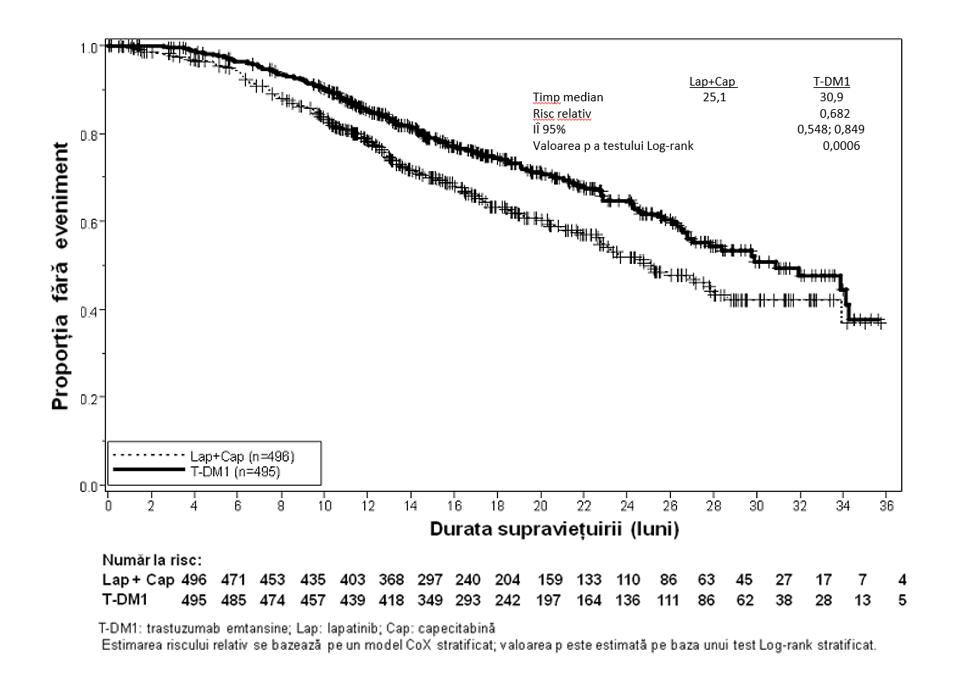 Lap+Cap T-DM1
Timp median 25,1 30,9
Risc relativ 0,682
IÎ 95% 0,548; 0,849
Valoarea p a testului Log-rank 0,0006
Proporția fără eveniment
1.0
0.8
0.6
0.4
0.2
0.0
Lap+Cap (n=496)
T-DM1 (n=495)
0 2 4 6 8 10 12 14 16 18 20 22 24 26 28 30 32 34 36
Durata supraviețuirii (luni)
Număr la risc:
Lap + Cap 496 471 453 435 403 368 297 240 204 159 133 110 86 63 45 27 17 7 4
T-DM1 495 485 474 457 439 418 349 293 242 197 164 136 111 86 62 38 28 13 5
T-DM1: trastuzumab emtansine; Lap: lapatinib; Cap: capecitabină
Estimarea riscului relativ se bazează pe un model CoX stratificat; valoarea p este estimată pe baza unui test Log-rank stratificat.